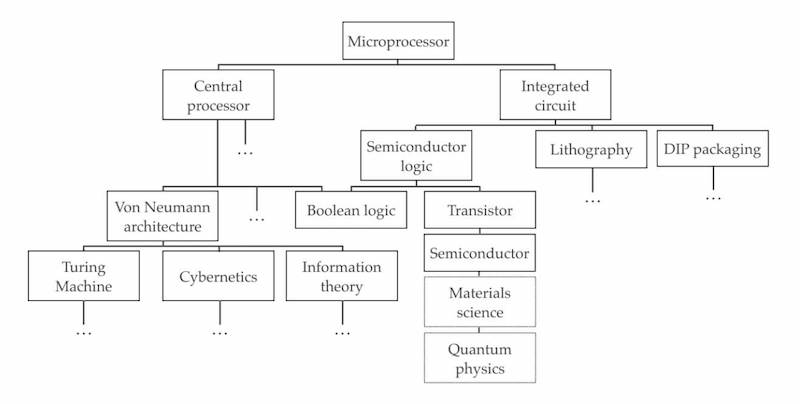 Microprocessor
Central
processor
Integrated
circuit
...
Semiconductor
logic
Lithography
DIP packaging
...
...
Von Neumann
architecture
...
Boolean logic
Transistor
Turing
Machine
Cybernetics
Information
theory
Semiconductor
...
...
...
Materials
science
Quantum
physics